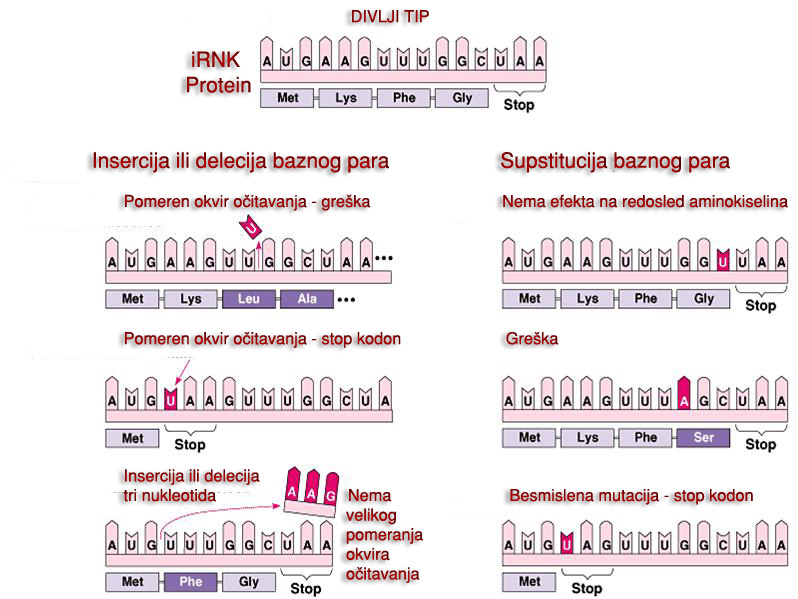 DIVLJI TIP
iRNK
A U G A A G U U U G G C U A A
Protein
Met Lys Phe Gly Stop
Insercija ili delecija baznog para
Pomeren okvir očitavanja - greška
U
A U G A A G U U G G C U A A •••
Met Lys Leu Ala •••
Pomeren okvir očitavanja - stop kodon
A U G U A A G U U U G G C U A
Met Stop
Insercija ili delecija
tri nukleotida
A A G
Nema
velikog
pomeranja
okvira
očitavanja
A U G U U U G G C U A A
Met Phe Gly Stop
Supstitucija baznog para
Nema efekta na redosled aminokiselina
A U G A A G U U U G G U U A A
Met Lys Phe Gly Stop
Greška
A U G A A G U U U A G C U A A
Met Lys Phe Ser Stop
Besmislena mutacija - stop kodon
A U G U A G U U U G G C U A A
Met Stop